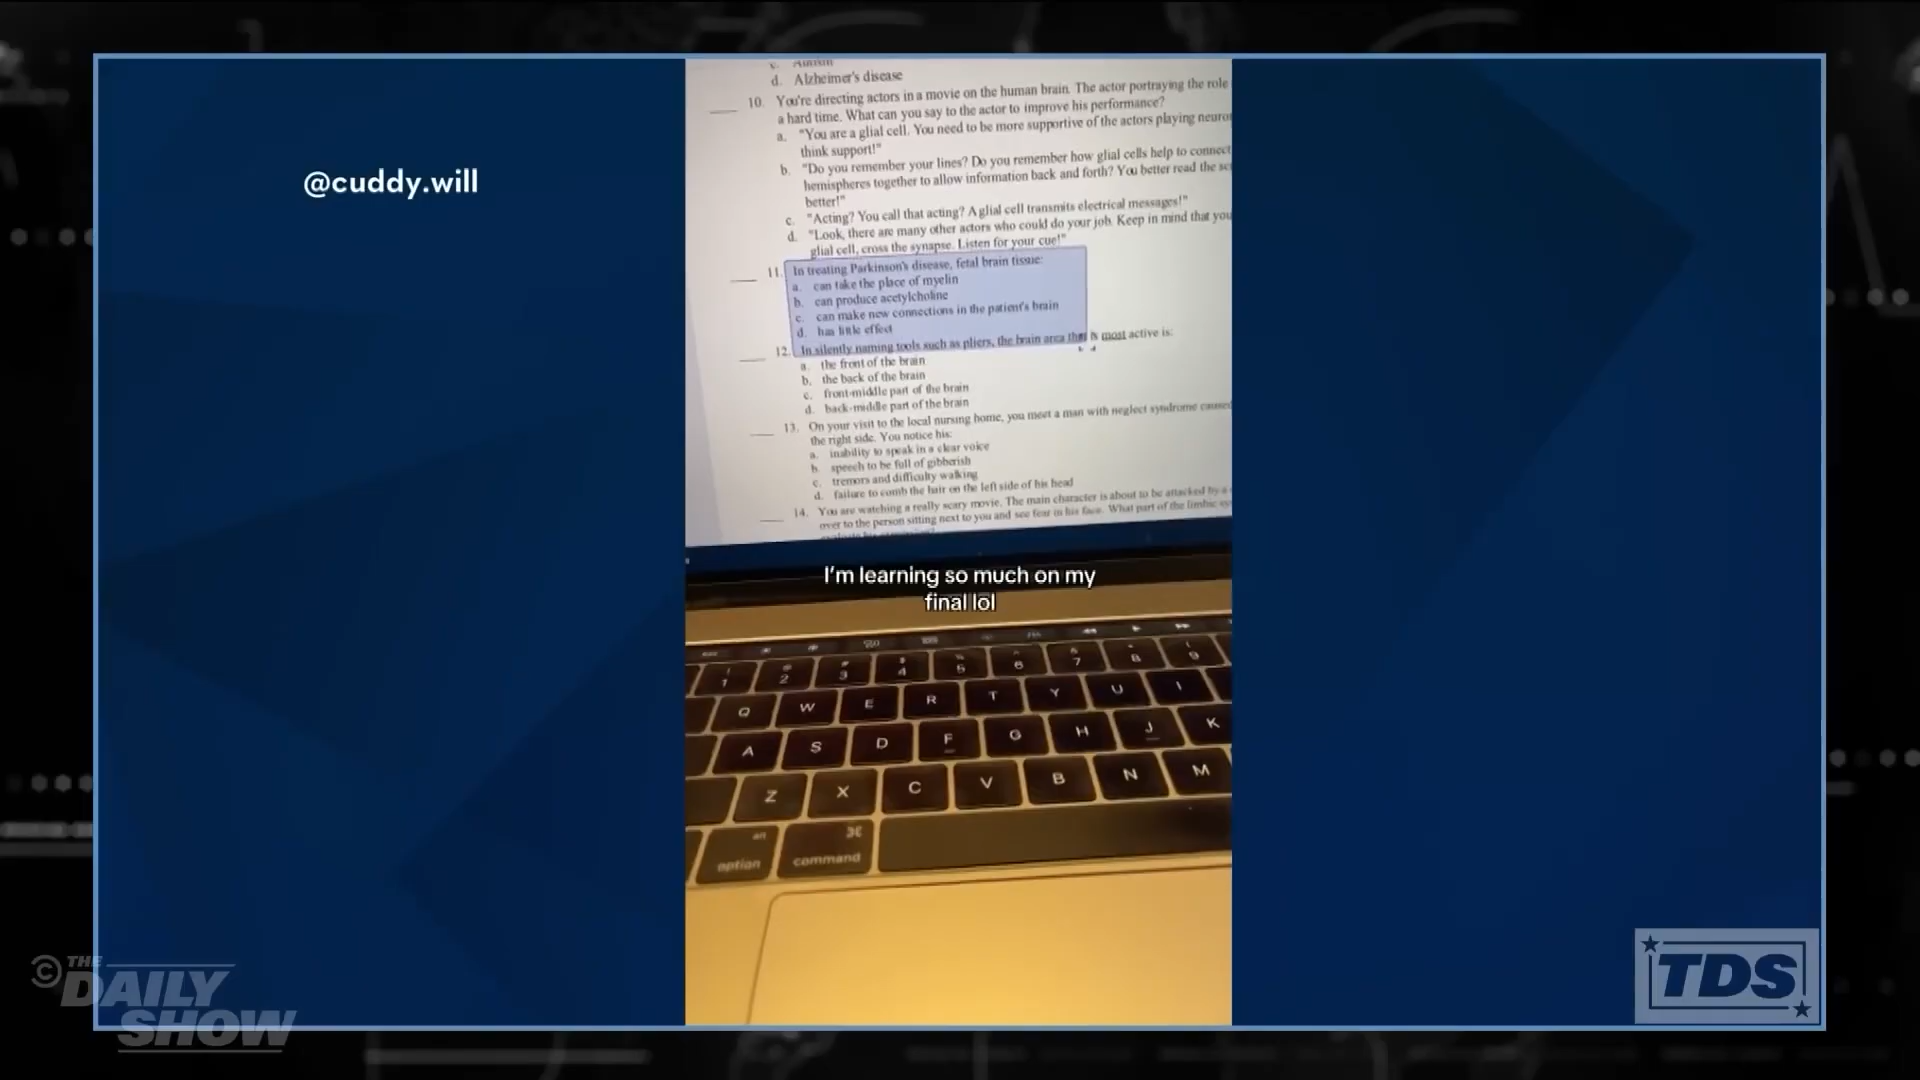 @cuddy.will
d. Alzheimer's disease
10. You're directing actors in a movie on the human brain. The actor portraying the role
a hard time. What can you say to the actor to improve his performance?
a. "You are a glial cell. You need to be more supportive of the actors playing
think support!"
b. "Do you remember your lines? Do you remember how glial cells help to connect
hemispheres together to allow information back and forth? You better read the
better!"
c. "Acting? You call that acting? A glial cell transmits electrical messages!"
d. "Look, there are many other actors who could do your job. Keep in mind that you
glial cell, cross the synapse. Listen for your cue!"
11. In treating Parkinson's disease, fetal brain tissue:
a. can take the place of myelin
b. can produce acetylcholine
c. can make new connections in the patient's brain
d. has little effect
12. In silently naming tools such as pliers, the brain area that is most active is:
a. the front of the brain
b. the back of the brain
c. front-middle part of the brain
d. back-middle part of the brain
13. On your visit to the local nursing home, you meet a man with neglect syndrome caused
the right side. You notice his:
a. inability to speak in a clear voice
b. speech to be full of gibberish
c. tremors and difficulty walking
d. failure to comb the hair on the left side of his head
14. You are watching a really scary movie. The main character is about to be attacked by a
over to the person sitting next to you and see fear in his face. What part of the limbic
I'm learning so much on my
final lol
1 2 3 4 5 6 7 8 9
Q W E R T Y U I
A S D F G H J K
Z X C V B N M
alt
option
⌘
command
THE
DAILY
SHOW
TDS